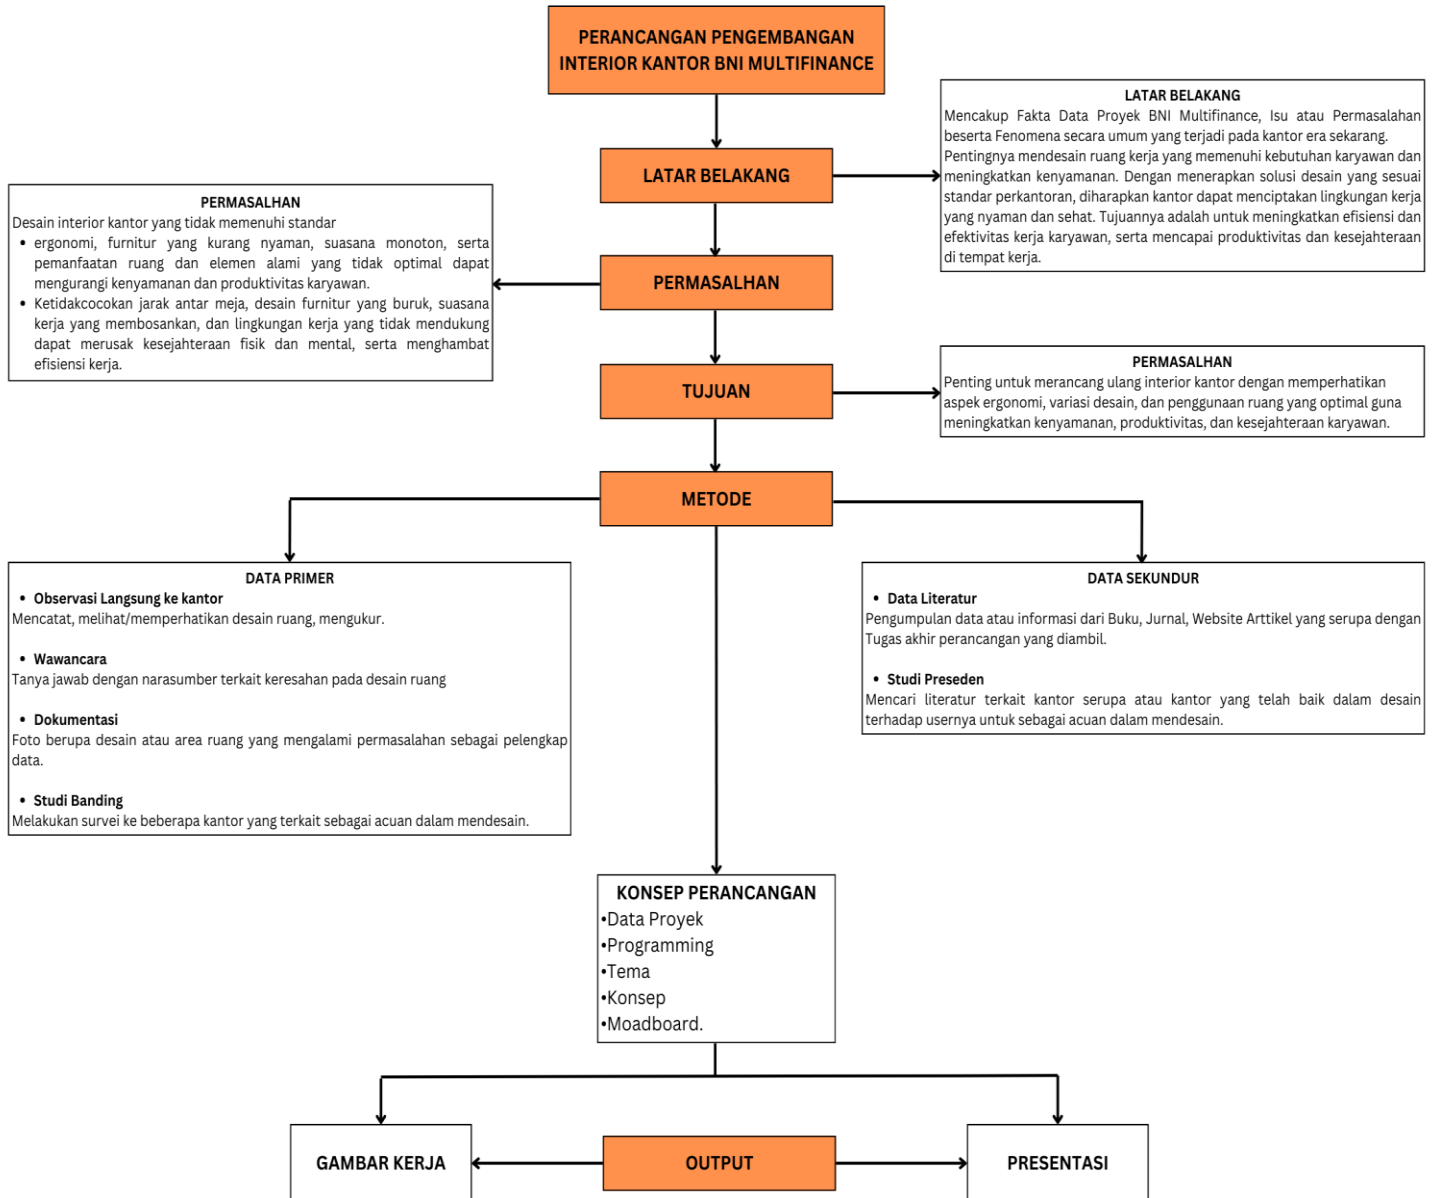 PERANCANGAN PENGEMBANGAN
INTERIOR KANTOR BNI MULTIFINANCE
LATAR BELAKANG
LATAR BELAKANG
Mencakup Fakta Data Proyek BNI Multifinance, Isu atau Permasalahan
beserta Fenomena secara umum yang terjadi pada kantor era sekarang.
Pentingnya mendesain ruang kerja yang memenuhi kebutuhan karyawan dan
meningkatkan kenyamanan. Dengan menerapkan solusi desain yang sesuai
standar perkantoran, diharapkan kantor dapat menciptakan lingkungan kerja
yang nyaman dan sehat. Tujuannya adalah untuk meningkatkan efisiensi dan
efektivitas kerja karyawan, serta mencapai produktivitas dan kesejahteraan
di tempat kerja.
PERMASALHAN
PERMASALHAN
Desain interior kantor yang tidak memenuhi standar
• ergonomi, furnitur yang kurang nyaman, suasana monoton, serta
pemanfaatan ruang dan elemen alami yang tidak optimal dapat
mengurangi kenyamanan dan produktivitas karyawan.
• Ketidakcocokan jarak antar meja, desain furnitur yang buruk, suasana
kerja yang membosankan, dan lingkungan kerja yang tidak mendukung
dapat merusak kesejahteraan fisik dan mental, serta menghambat
efisiensi kerja.
TUJUAN
PERMASALHAN
Penting untuk merancang ulang interior kantor dengan memperhatikan
aspek ergonomi, variasi desain, dan penggunaan ruang yang optimal guna
meningkatkan kenyamanan, produktivitas, dan kesejahteraan karyawan.
METODE
DATA PRIMER
• Observasi Langsung ke kantor
Mencatat, melihat/memperhatikan desain ruang, mengukur.
• Wawancara
Tanya jawab dengan narasumber terkait keresahan pada desain ruang
• Dokumentasi
Foto berupa desain atau area ruang yang mengalami permasalahan sebagai pelengkap
data.
• Studi Banding
Melakukan survei ke beberapa kantor yang terkait sebagai acuan dalam mendesain.
DATA SEKUNDUR
• Data Literatur
Pengumpulan data atau informasi dari Buku, Jurnal, Website Arttikel yang serupa dengan
Tugas akhir perancangan yang diambil.
• Studi Preseden
Mencari literatur terkait kantor serupa atau kantor yang telah baik dalam desain
terhadap usernya untuk sebagai acuan dalam mendesain.
KONSEP PERANCANGAN
•Data Proyek
•Programming
•Tema
•Konsep
•Moadboard.
GAMBAR KERJA
OUTPUT
PRESENTASI